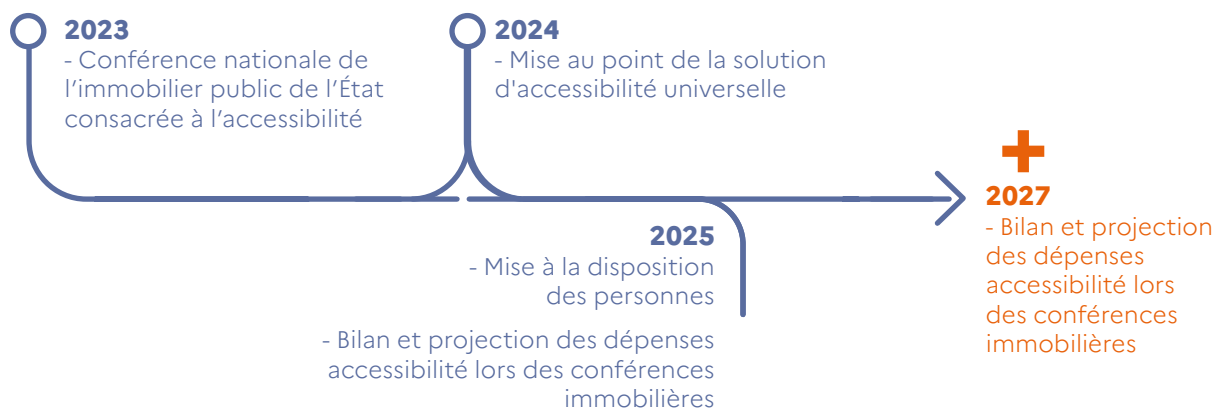 2023
- Conférence nationale de
l’immobilier public de l’État
consacrée à l’accessibilité
2024
- Mise au point de la solution
d'accessibilité universelle
2025
- Mise à la disposition
des personnes
- Bilan et projection des dépenses
accessibilité lors des conférences
immobilières
2027
- Bilan et projection
des dépenses
accessibilité lors
des conférences
immobilières